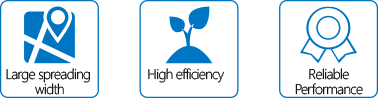 Large spreading
width
High efficiency
Reliable
Performance